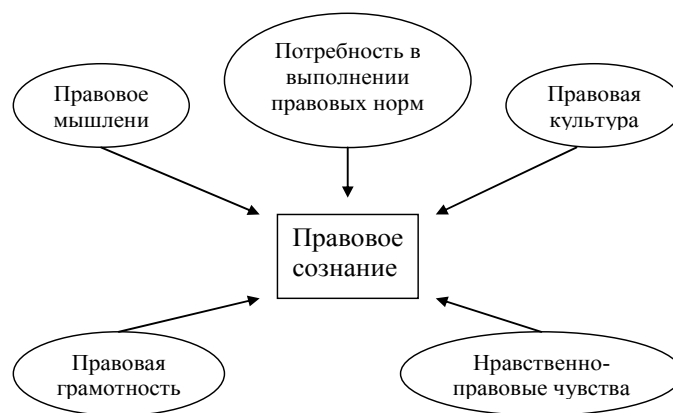 Потребность в
выполнении
правовых норм
Правовое
мышлени
Правовая
культура
Правовое
сознание
Правовая
грамотность
Нравственно-
правовые чувства